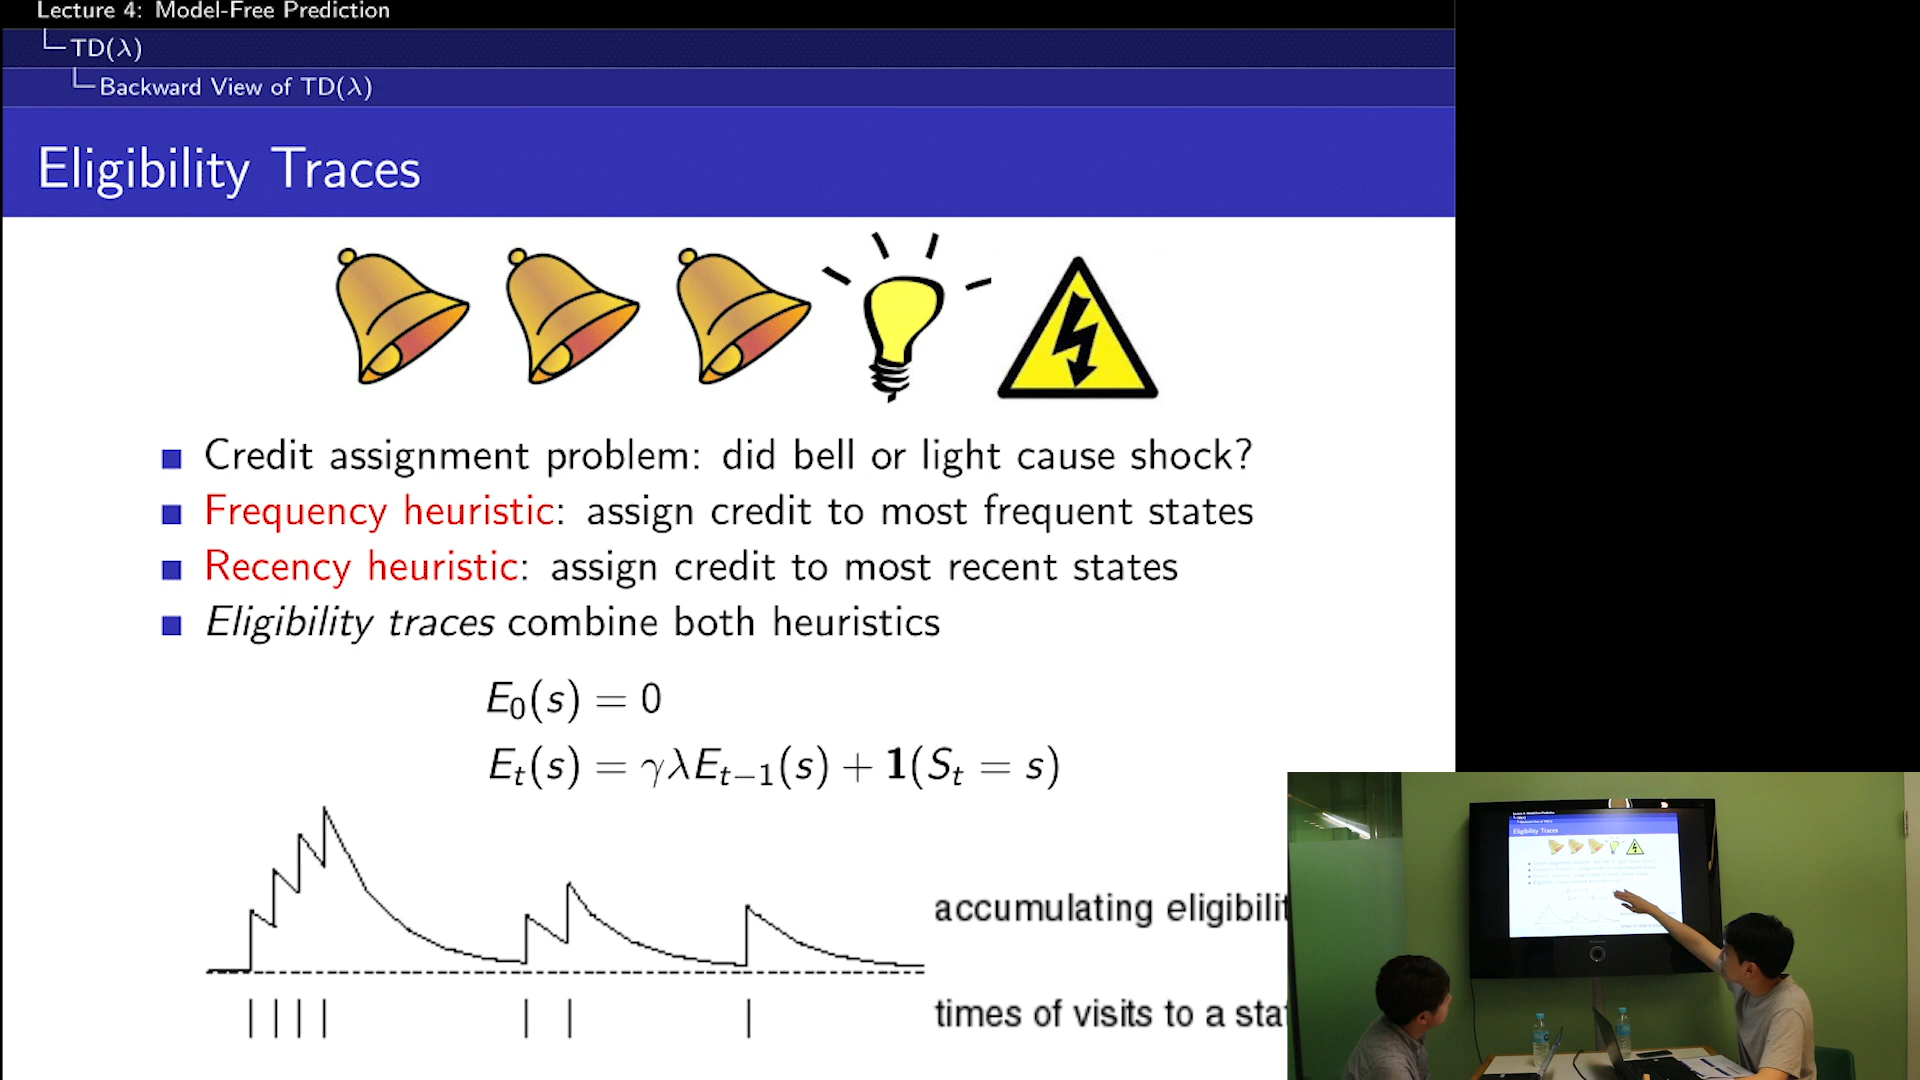 Lecture 4: Model-Free Prediction
TD(λ)
Backward View of TD(λ)
Eligibility Traces
Credit assignment problem: did bell or light cause shock?
Frequency heuristic: assign credit to most frequent states
Recency heuristic: assign credit to most recent states
Eligibility traces combine both heuristics
E₀(s) = 0
Eₜ(s) = γλEₜ₋₁(s) + 1(Sₜ = s)
accumulating
times of visits to a
Eligibility Traces